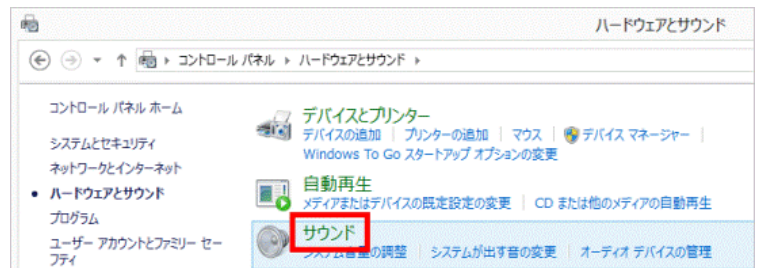 ハードウェアとサウンド
コントロール パネル ▸ ハードウェアとサウンド ▸
コントロール パネル ホーム
システムとセキュリティ
ネットワークとインターネット
ハードウェアとサウンド
プログラム
ユーザー アカウントとファミリー セー
フティ
デバイスとプリンター
デバイスの追加 | プリンターの追加 | マウス | デバイス マネージャー |
Windows To Go スタートアップ オプションの変更
自動再生
メディアまたはデバイスの既定設定の変更 | CD または他のメディアの自動再生
サウンド
システム音量の調整 | システムが出す音の変更 | オーディオ デバイスの管理